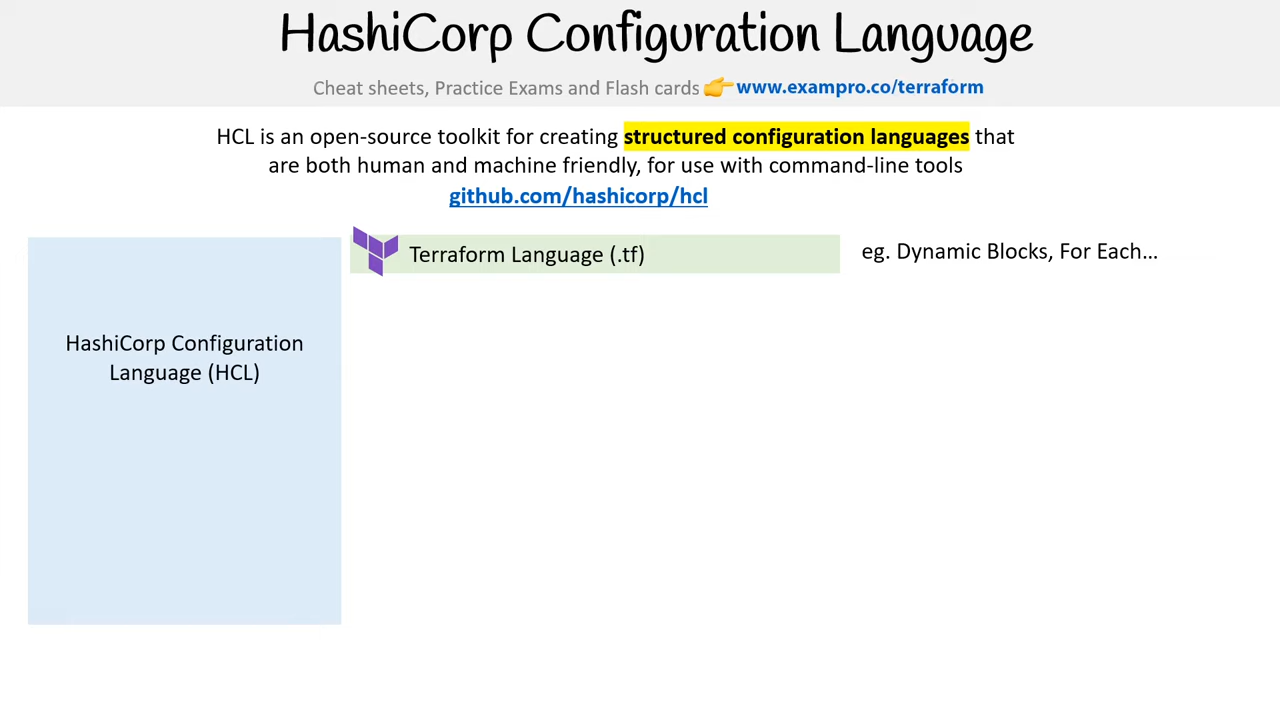 HashiCorp Configuration Language
Cheat sheets, Practice Exams and Flash cards 👉 www.exampro.co/terraform
HCL is an open-source toolkit for creating structured configuration languages that
are both human and machine friendly, for use with command-line tools
github.com/hashicorp/hcl
Terraform Language (.tf)
eg. Dynamic Blocks, For Each...
HashiCorp Configuration
Language (HCL)